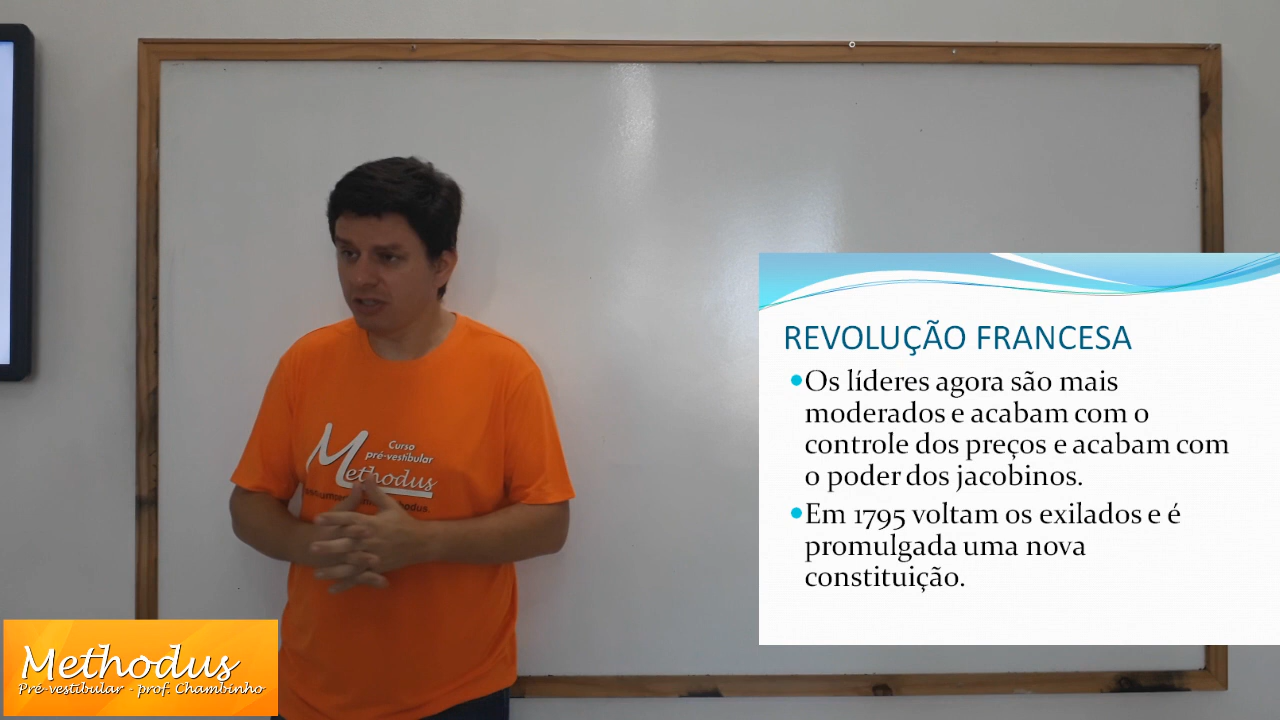 REVOLUÇÃO FRANCESA
Os líderes agora são mais
moderados e acabam com o
controle dos preços e acabam com
o poder dos jacobinos.
Em 1795 voltam os exilados e é
promulgada uma nova
constituição.
Curso
pré-vestibular
Methodus
Methodus
Pré-vestibular - prof. Chambinho